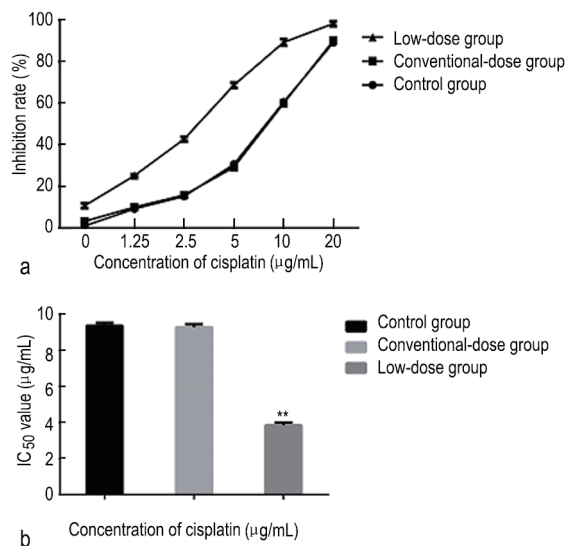 100
80
60
40
20
0
Inhibition rate (%)
0 1.25 2.5 5 10 20
Concentration of cisplatin (μg/mL)
Low-dose group
Conventional-dose group
Control group
a
10
8
6
4
2
0
IC50 value (μg/mL)
**
Control group
Conventional-dose group
Low-dose group
Concentration of cisplatin (μg/mL)
b